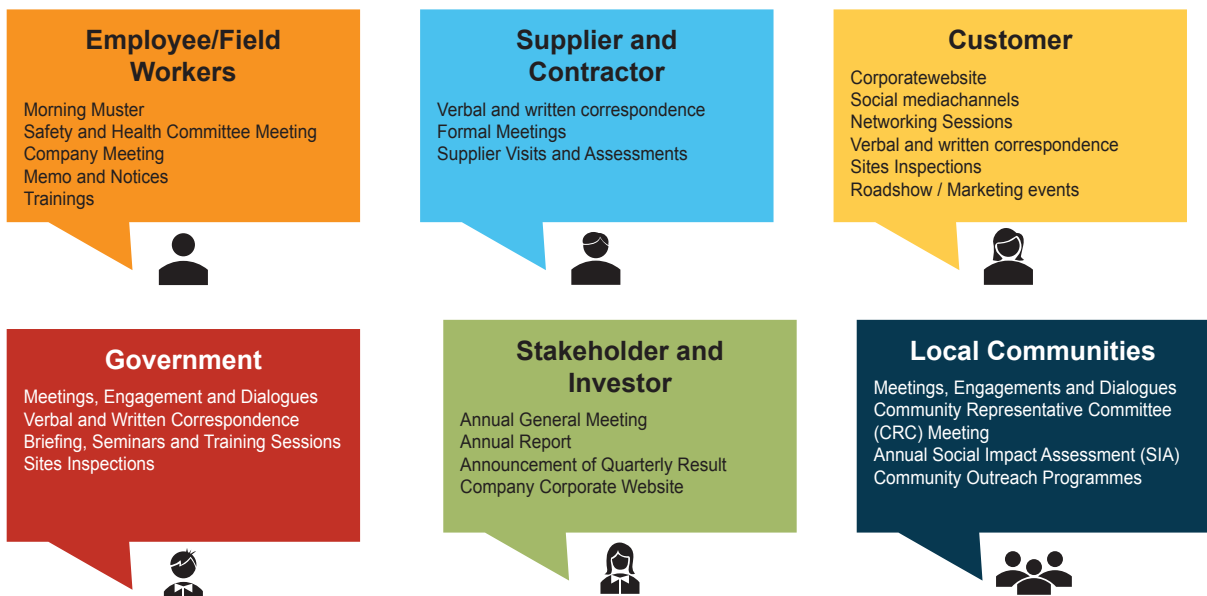 Employee/Field
Workers
Morning Muster
Safety and Health Committee Meeting
Company Meeting
Memo and Notices
Trainings
Supplier and
Contractor
Verbal and written correspondence
Formal Meetings
Supplier Visits and Assessments
Customer
Corporatewebsite
Social mediachannels
Networking Sessions
Verbal and written correspondence
Sites Inspections
Roadshow / Marketing events
Government
Meetings, Engagement and Dialogues
Verbal and Written Correspondence
Briefing, Seminars and Training Sessions
Sites Inspections
Stakeholder and
Investor
Annual General Meeting
Annual Report
Announcement of Quarterly Result
Company Corporate Website
Local Communities
Meetings, Engagements and Dialogues
Community Representative Committee
(CRC) Meeting
Annual Social Impact Assessment (SIA)
Community Outreach Programmes